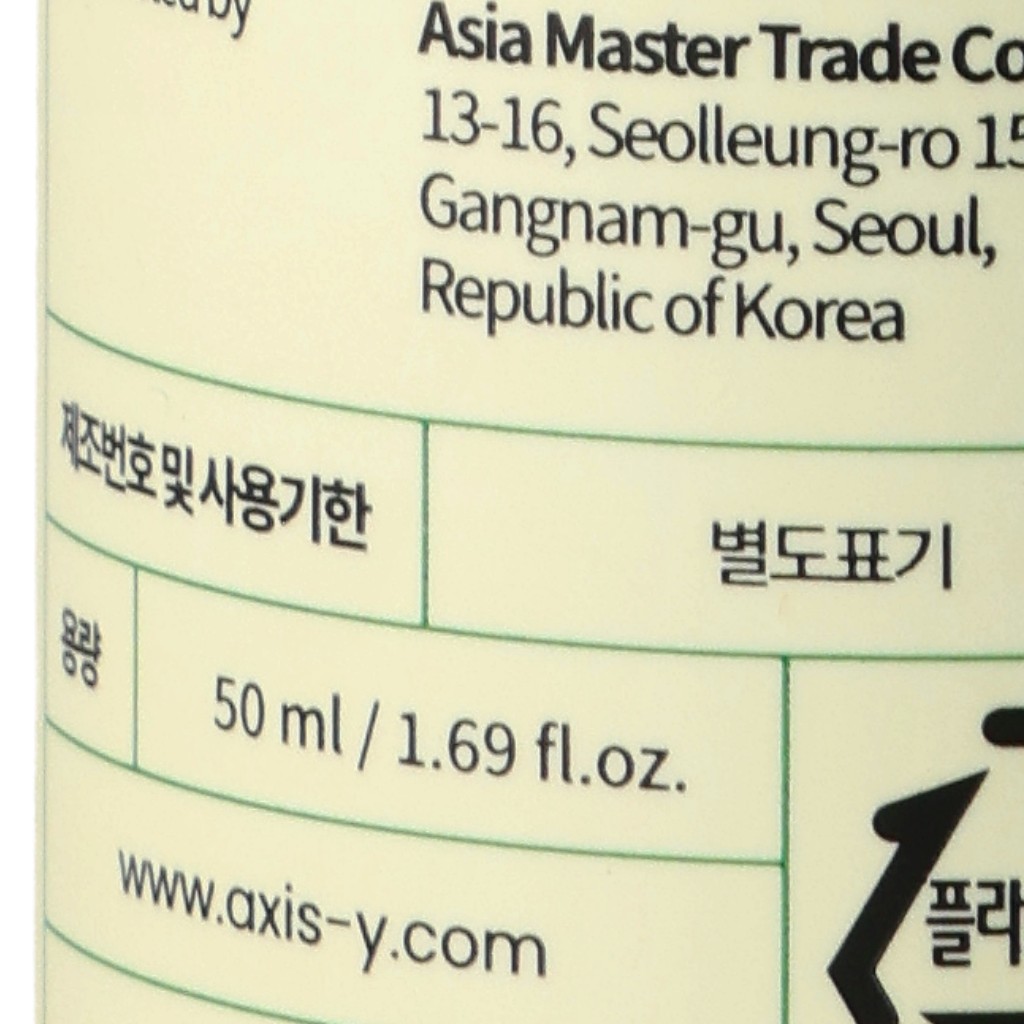 by
Asia Master Trade Co
13-16, Seolleung-ro 15
Gangnam-gu, Seoul,
Republic of Korea
제조번호 및 사용기한
별도표기
용량
50 ml / 1.69 fl.oz.
www.axis-y.com
플라